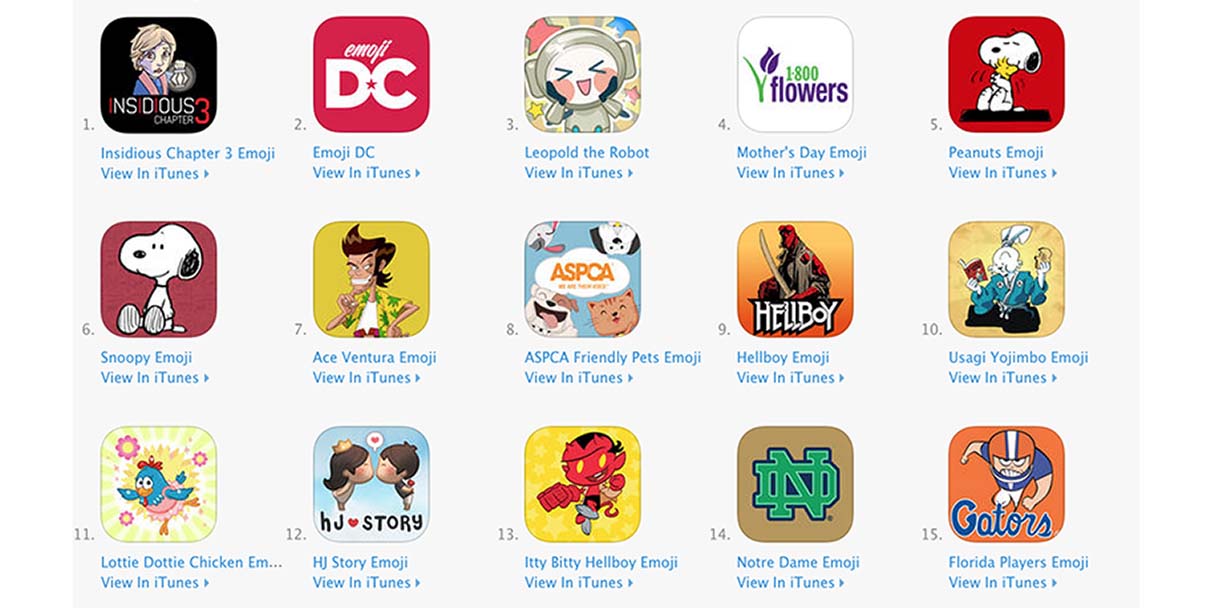 INSIDIOUS
CHAPTER 3
1.
Insidious Chapter 3 Emoji
View In iTunes
emoji
DC
2.
Emoji DC
View In iTunes
3.
Leopold the Robot
View In iTunes
1-800
flowers
4.
Mother's Day Emoji
View In iTunes
5.
Peanuts Emoji
View In iTunes
6.
Snoopy Emoji
View In iTunes
7.
Ace Ventura Emoji
View In iTunes
ASPCA
WE ARE THEIR VOICE
8.
ASPCA Friendly Pets Emoji
View In iTunes
HELLBOY
9.
Hellboy Emoji
View In iTunes
10.
Usagi Yojimbo Emoji
View In iTunes
11.
Lottie Dottie Chicken Em...
View In iTunes
hJ STORY
12.
HJ Story Emoji
View In iTunes
13.
Itty Bitty Hellboy Emoji
View In iTunes
ND
14.
Notre Dame Emoji
View In iTunes
Gators
15.
Florida Players Emoji
View In iTunes